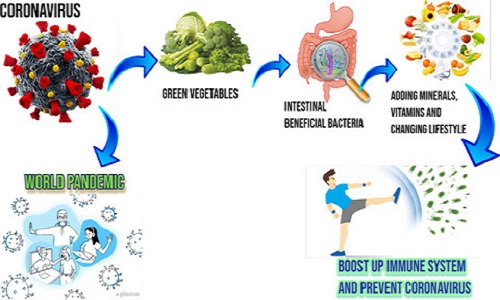 CORONAVIRUS
GREEN VEGETABLES
INTESTINAL
BENEFICIAL BACTERIA
ADDING MINERALS,
VITAMINS AND
CHANGING LIFESTYLE
WORLD PANDEMIC
BOOST UP IMMUNE SYSTEM
AND PREVENT CORONAVIRUS